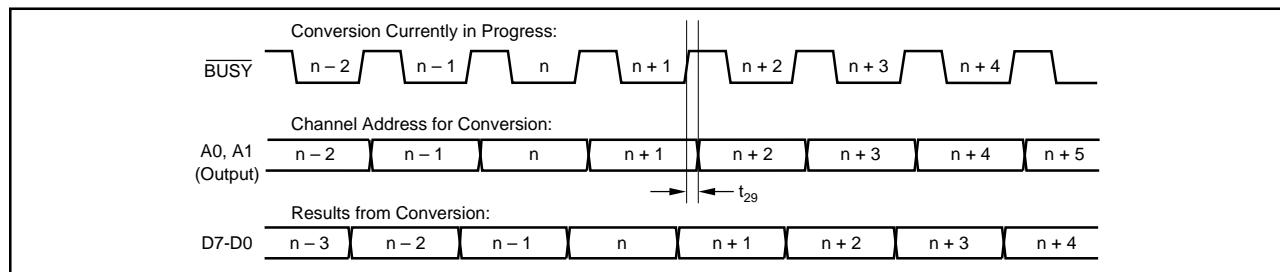 Conversion Currently in Progress:
BUSY n – 2 n – 1 n n + 1 n + 2 n + 3 n + 4
Channel Address for Conversion:
A0, A1
(Output) n – 2 n – 1 n n + 1 n + 2 n + 3 n + 4 n + 5
t29
Results from Conversion:
D7-D0 n – 3 n – 2 n – 1 n n + 1 n + 2 n + 3 n + 4